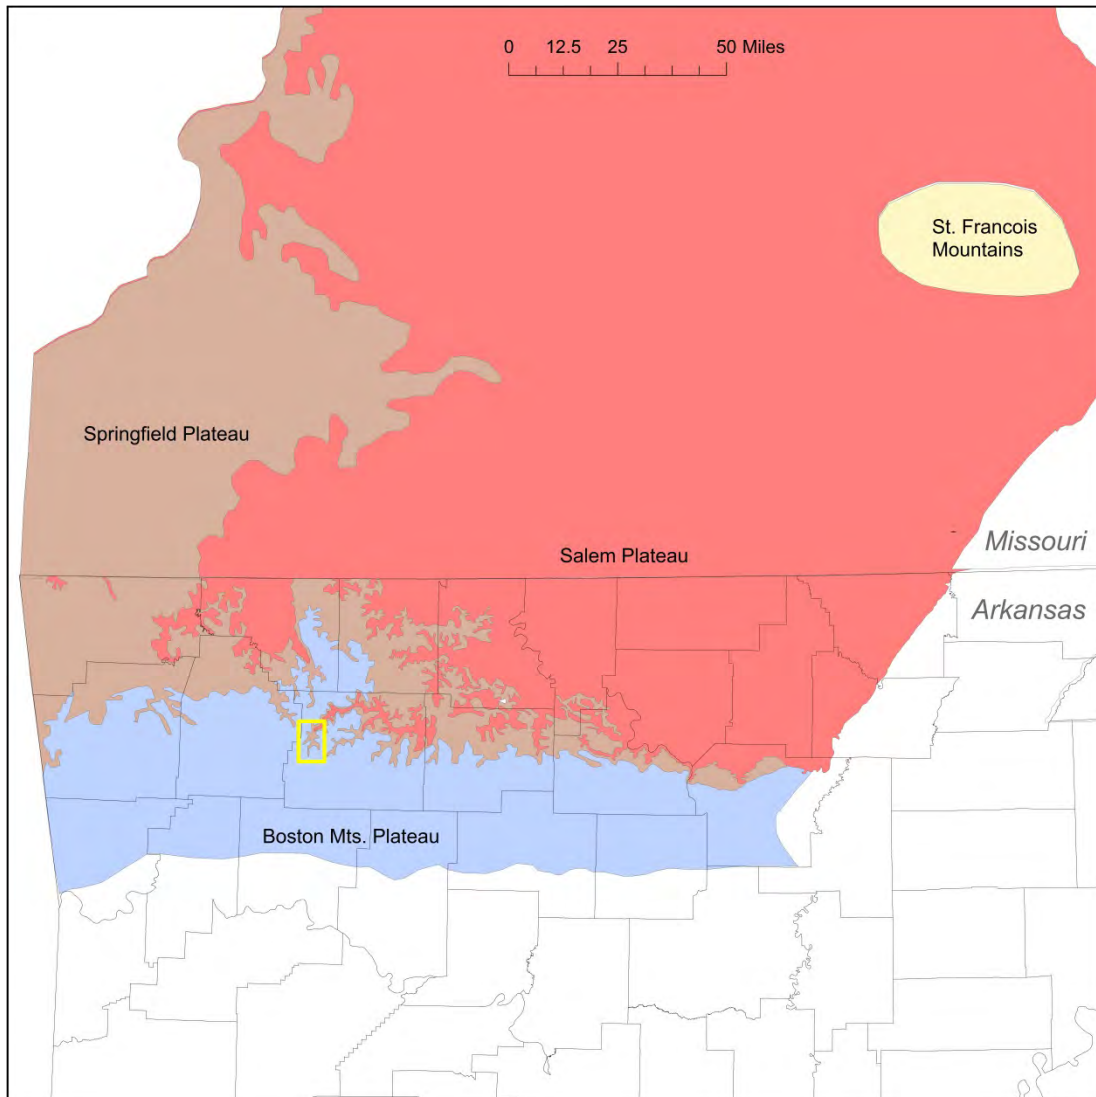 0 12.5 25 50 Miles
St. Francois
Mountains
Springfield Plateau
Salem Plateau
Missouri
Arkansas
Boston Mts. Plateau